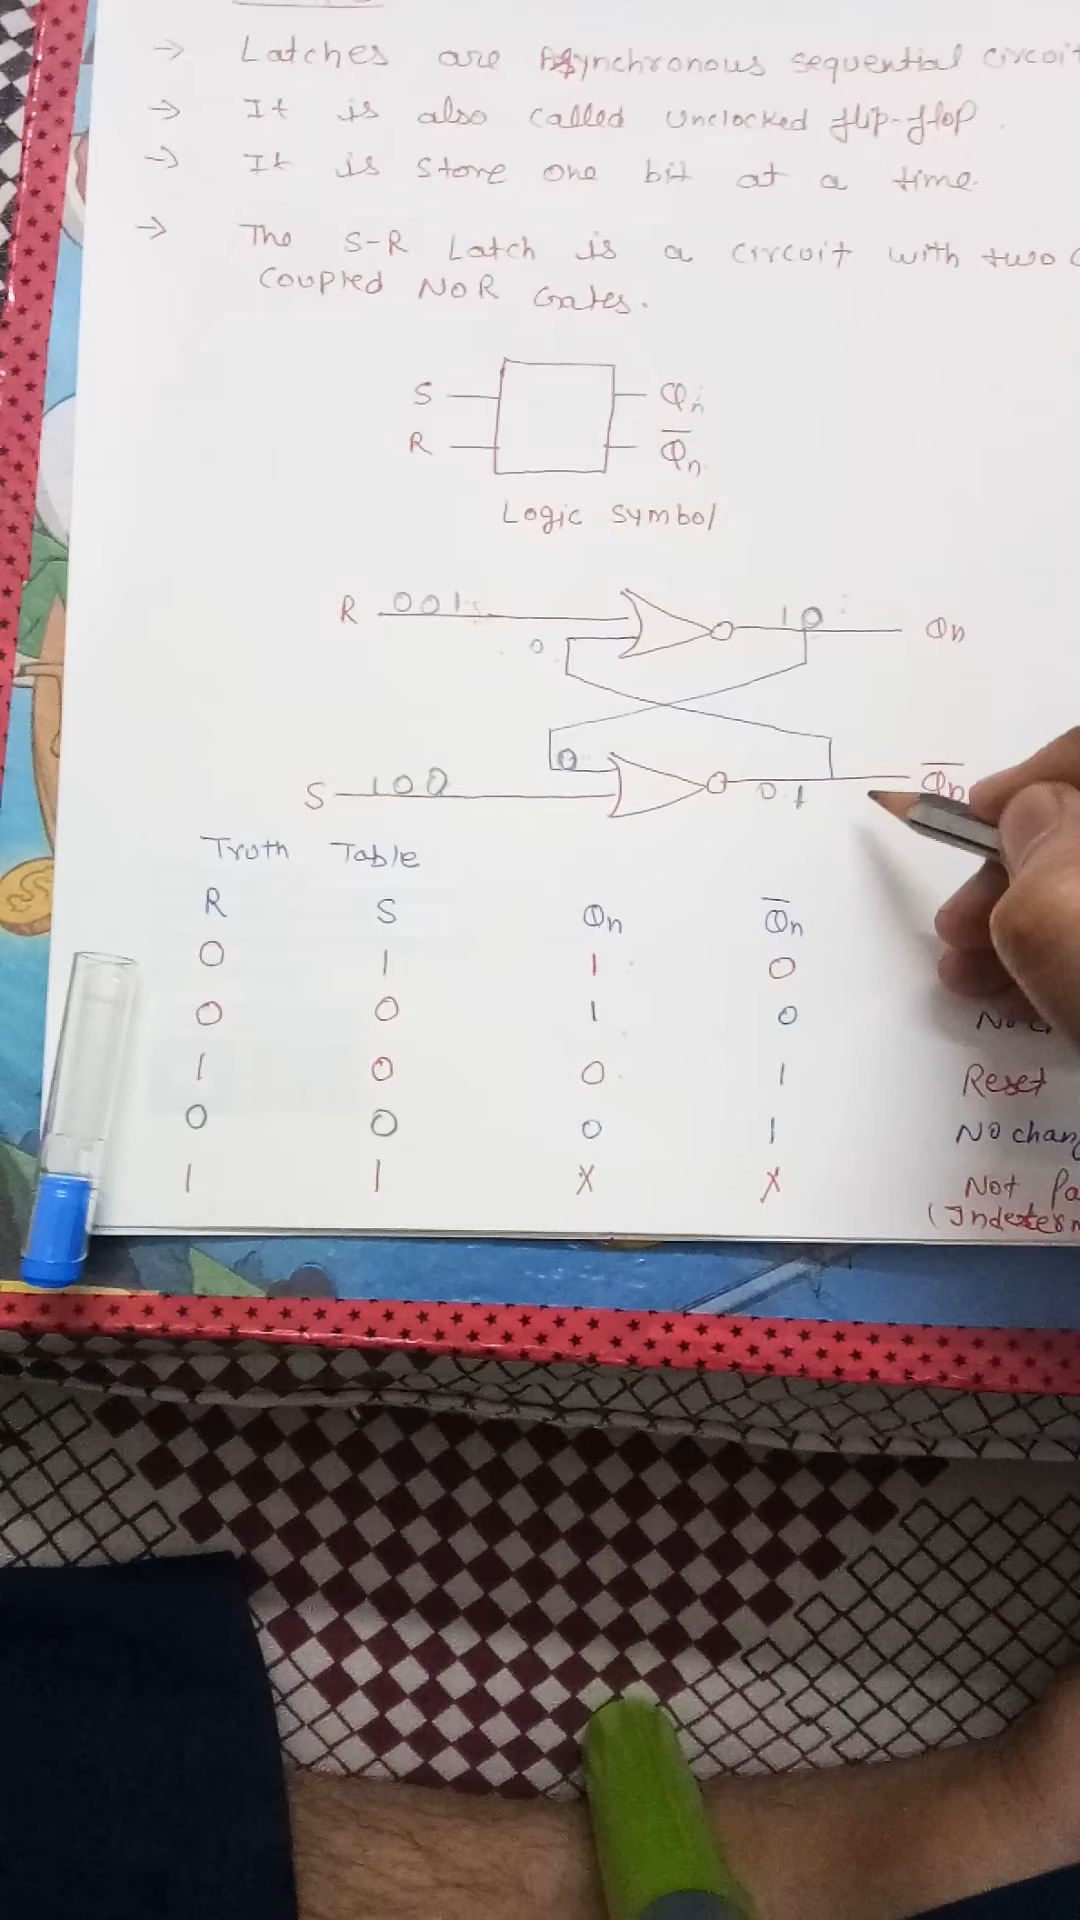 → Latches are Asynchronous sequential circuit
→ It is also called unclocked flip-flop.
→ It is store one bit at a time.
→ The S-R Latch is a circuit with two
coupled NOR Gates.
S Qn
R Q̅n
Logic symbol
R 001 10 Qn
0
0
S 100 01 Q̅n
Truth Table
R S Qn Q̅n
0 1 1 0
0 0 1 0 No
1 0 0 1 Reset
0 0 0 1 No chang
1 1 X X Not Pa
(Indeter